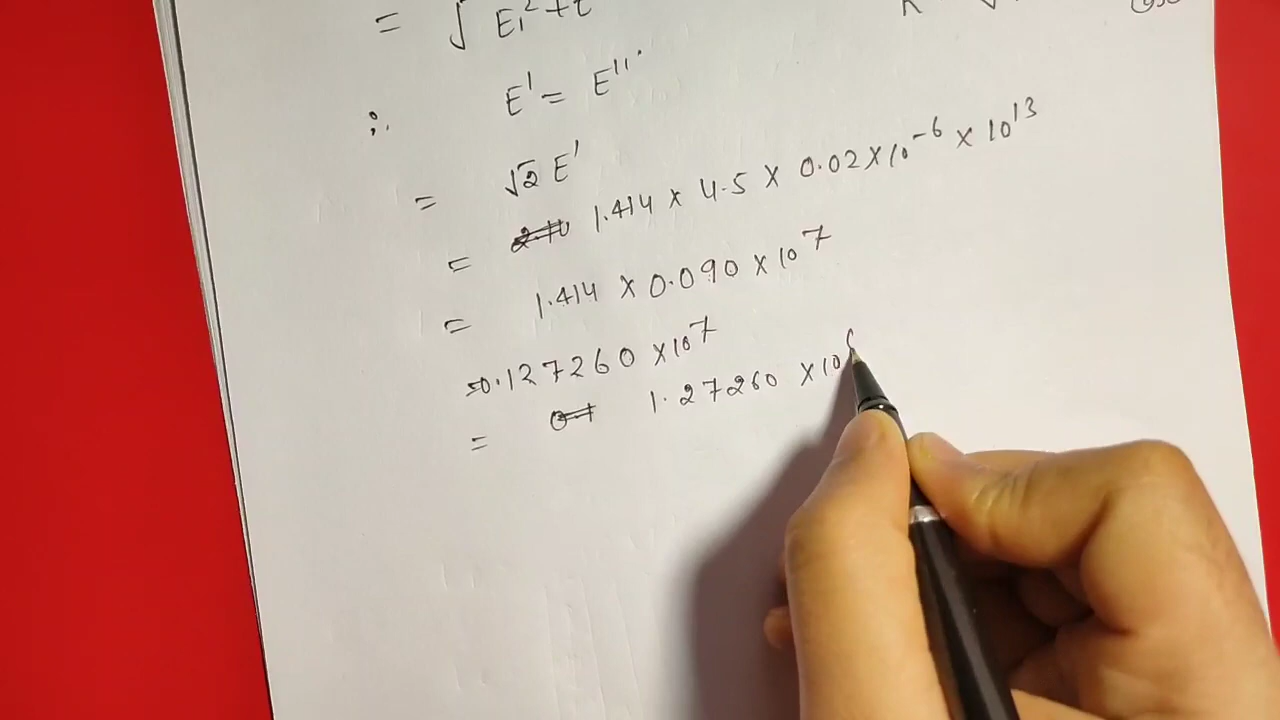 = √E₁²+
∴ E' = E''
= √2 E'
= 1.414 × 4.5 × 0.02×10⁻⁶ × 10¹³
= 1.414 × 0.090 × 10⁷
=0.127260 ×10⁷
= 1.27260 ×10⁶